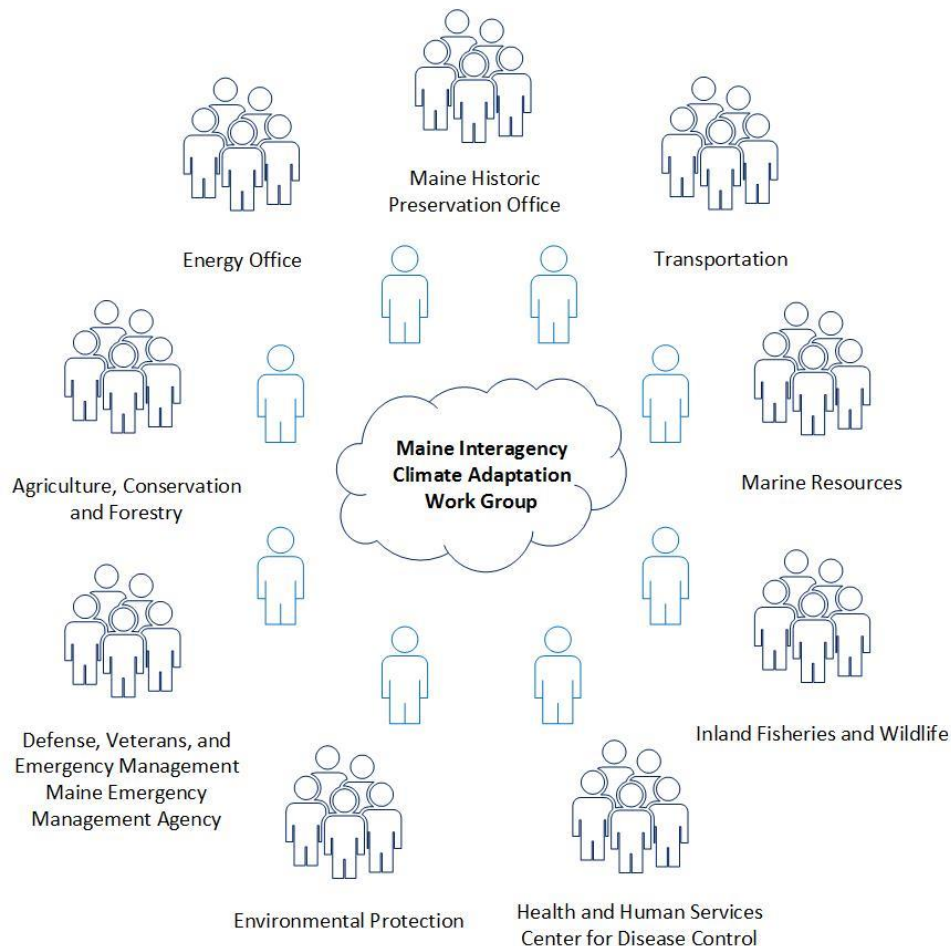 Maine Historic
Preservation Office
Energy Office
Transportation
Maine Interagency
Climate Adaptation
Work Group
Agriculture, Conservation
and Forestry
Marine Resources
Defense, Veterans, and
Emergency Management
Maine Emergency
Management Agency
Inland Fisheries and Wildlife
Environmental Protection
Health and Human Services
Center for Disease Control